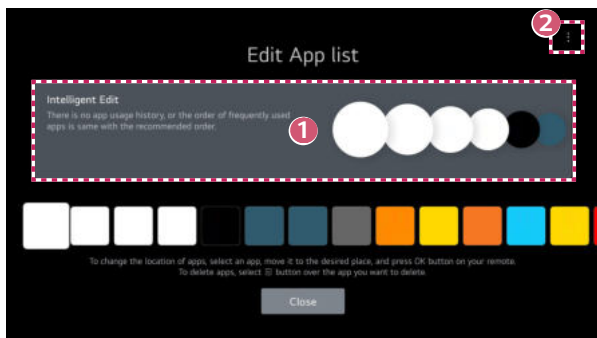 2
Edit App list
Intelligent Edit
There is no app usage history, or the order of frequently used
apps is same with the recommended order.
1
To change the location of apps, select an app, move it to the desired place, and press OK button on your remote.
To delete apps, select button over the app you want to delete.
Close